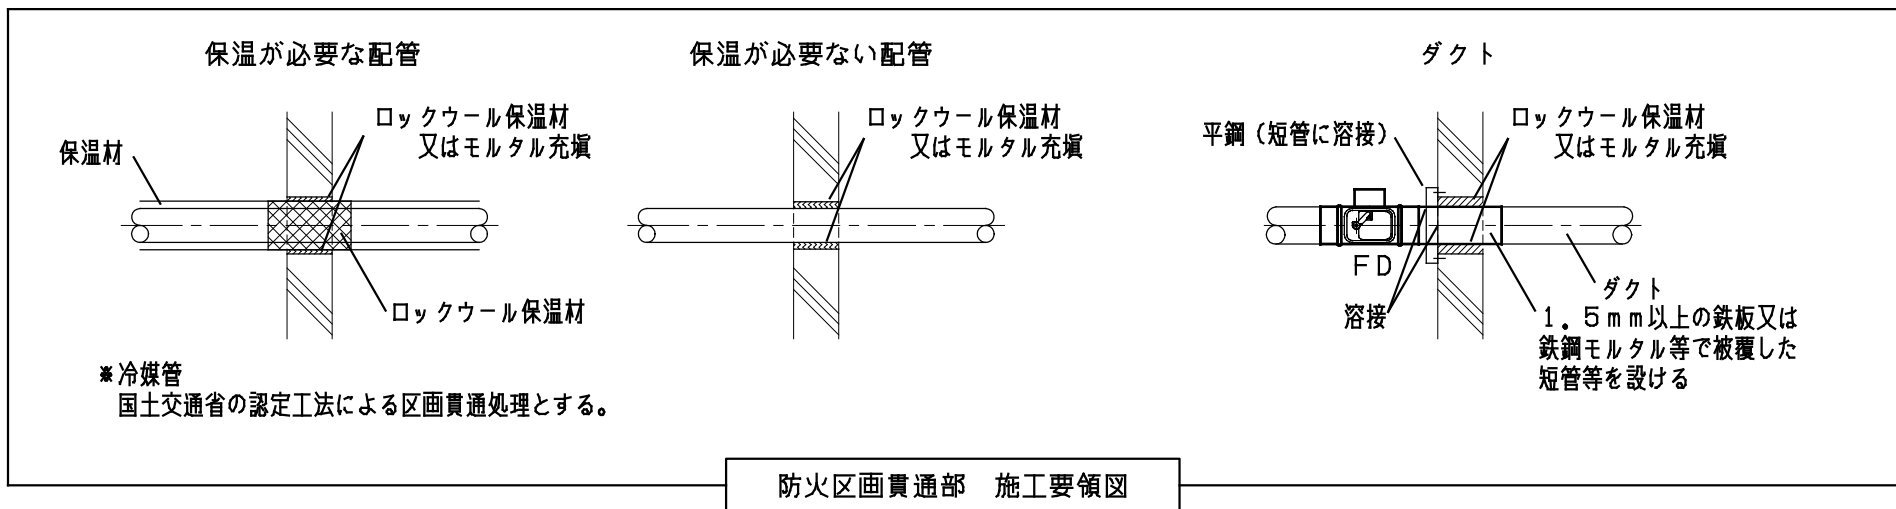 保温が必要な配管
ロックウール保温材
又はモルタル充塡
保温材
ロックウール保温材
※冷媒管
国土交通省の認定工法による区画貫通処理とする。
保温が必要ない配管
ロックウール保温材
又はモルタル充塡
ダクト
平鋼（短管に溶接）
ロックウール保温材
又はモルタル充塡
ＦＤ
溶接
ダクト
１．５ｍｍ以上の鉄板又は
鉄鋼モルタル等で被覆した
短管等を設ける
防火区画貫通部　施工要領図